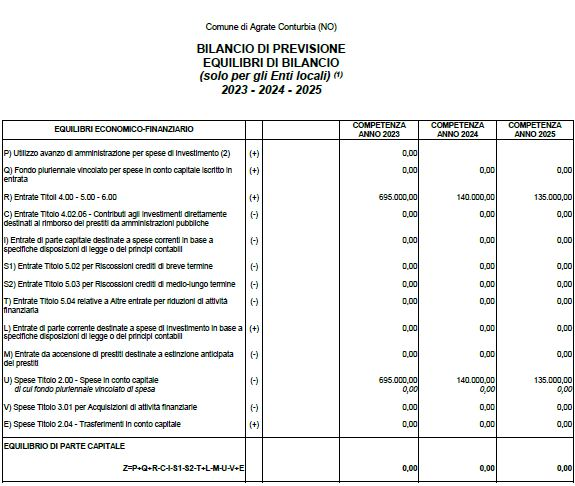 Comune di Agrate Conturbia (NO)
BILANCIO DI PREVISIONE
EQUILIBRI DI BILANCIO
(solo per gli Enti locali) (1)
2023 - 2024 - 2025
EQUILIBRI ECONOMICO-FINANZIARIO COMPETENZA ANNO 2023 COMPETENZA ANNO 2024 COMPETENZA ANNO 2025
P) Utilizzo avanzo di amministrazione per spese di investimento (2) (+) 0,00
Q) Fondo pluriennale vincolato per spese in conto capitale iscritto in (+) 0,00 0,00 0,00
entrata
R) Entrate Titoli 4.00 - 5.00 - 6.00 (+) 695.000,00 140.000,00 135.000,00
C) Entrate Titolo 4.02.06 - Contributi agli investimenti direttamente (-) 0,00 0,00 0,00
destinati al rimborso dei prestiti da amministrazioni pubbliche
I) Entrate di parte capitale destinate a spese correnti in base a (-) 0,00 0,00 0,00
specifiche disposizioni di legge o dei principi contabili
S1) Entrate Titolo 5.02 per Riscossioni crediti di breve termine (-) 0,00 0,00 0,00
S2) Entrate Titolo 5.03 per Riscossioni crediti di medio-lungo termine (-) 0,00 0,00 0,00
T) Entrate Titolo 5.04 relative a Altre entrate per riduzioni di attività (-) 0,00 0,00 0,00
finanziaria
L) Entrate di parte corrente destinate a spese di investimento in base a (+) 0,00 0,00 0,00
specifiche disposizioni di legge o dei principi contabili
M) Entrate da accensione di prestiti destinate a estinzione anticipata (-) 0,00 0,00 0,00
dei prestiti
U) Spese Titolo 2.00 - Spese in conto capitale (-) 695.000,00 140.000,00 135.000,00
di cui fondo pluriennale vincolato di spesa 0,00 0,00 0,00
V) Spese Titolo 3.01 per Acquisizioni di attività finanziarie (-) 0,00 0,00 0,00
E) Spese Titolo 2.04 - Trasferimenti in conto capitale (+) 0,00 0,00 0,00
EQUILIBRIO DI PARTE CAPITALE
Z=P+Q+R-C-I-S1-S2-T+L-M-U-V+E 0,00 0,00 0,00